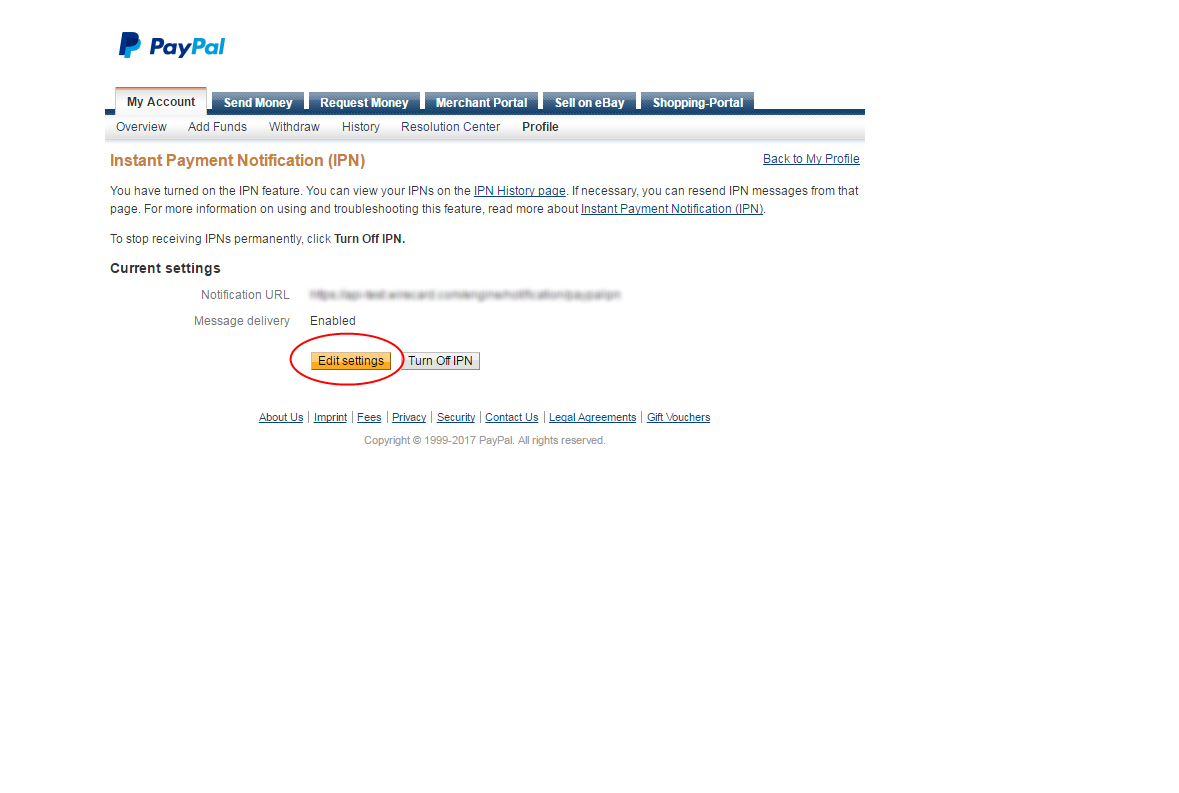 PayPal
My Account Send Money Request Money Merchant Portal Sell on eBay Shopping-Portal
Overview Add Funds Withdraw History Resolution Center Profile
Instant Payment Notification (IPN) Back to My Profile
You have turned on the IPN feature. You can view your IPNs on the IPN History page. If necessary, you can resend IPN messages from that
page. For more information on using and troubleshooting this feature, read more about Instant Payment Notification (IPN).
To stop receiving IPNs permanently, click Turn Off IPN.
Current settings
Notification URL
Message delivery Enabled
Edit settings Turn Off IPN
About Us | Imprint | Fees | Privacy | Security | Contact Us | Legal Agreements | Gift Vouchers
Copyright © 1999-2017 PayPal. All rights reserved.